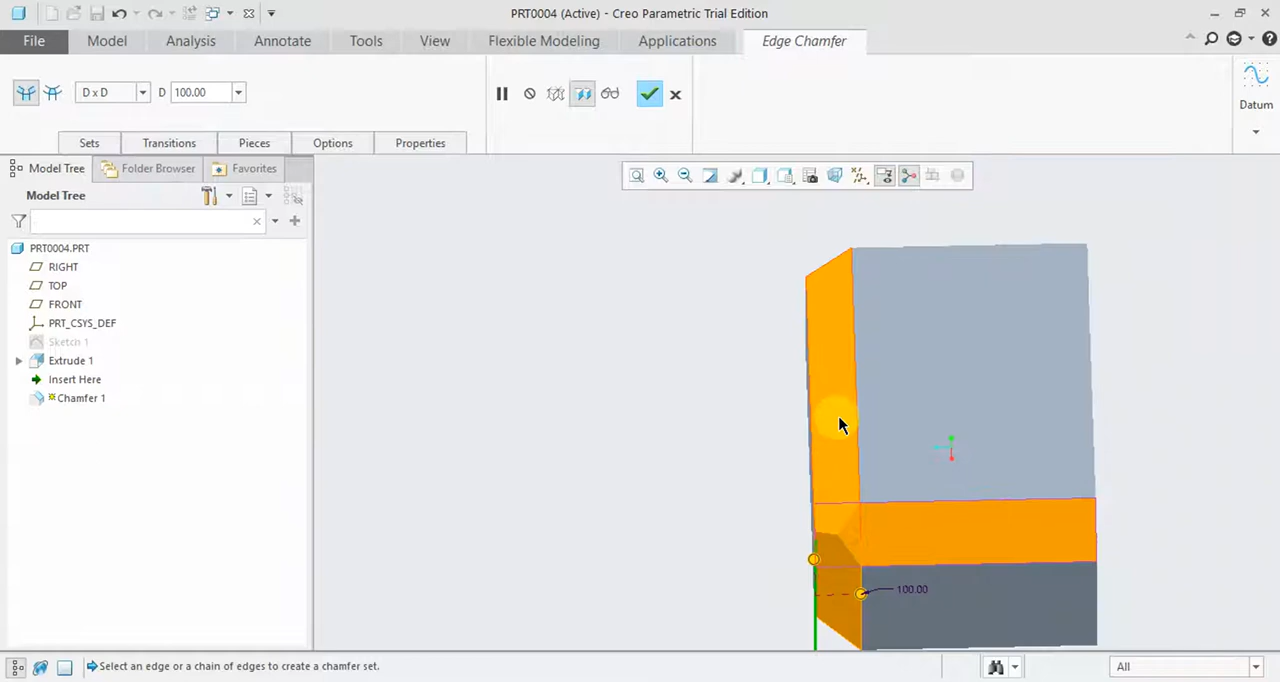 PRT0004 (Active) - Creo Parametric Trial Edition
File Model Analysis Annotate Tools View Flexible Modeling Applications Edge Chamfer
D x D D 100.00
Datum
Sets Transitions Pieces Options Properties
Model Tree Folder Browser Favorites
Model Tree
PRT0004.PRT
RIGHT
TOP
FRONT
PRT_CSYS_DEF
Sketch 1
Extrude 1
Insert Here
Chamfer 1
100.00
Select an edge or a chain of edges to create a chamfer set.
All